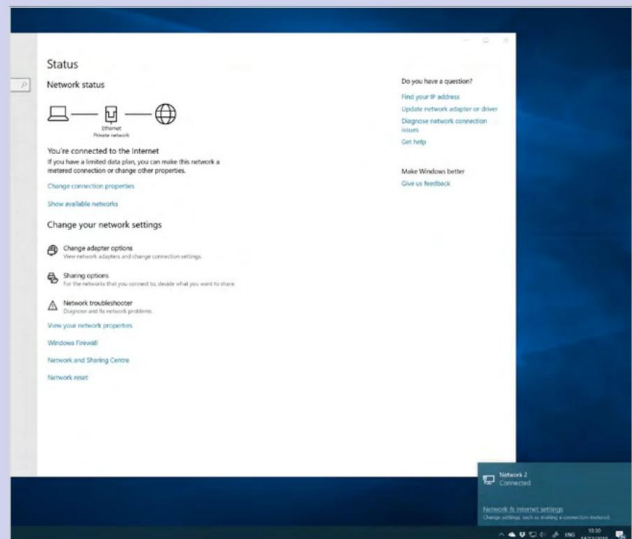 Status
Network status
Ethernet
Private network
You're connected to the Internet
If you have a limited data plan, you can make this network a
metered connection or change other properties.
Change connection properties
Show available networks
Change your network settings
Change adapter options
View network adapters and change connection settings.
Sharing options
For the networks that you connect to, decide what you want to share.
Network troubleshooter
Diagnose and fix network problems.
View your network properties
Windows Firewall
Network and Sharing Centre
Network reset
Do you have a question?
Find your IP address
Update network adapter or driver
Diagnose network connection
issues
Get help
Make Windows better
Give us feedback
Network 2
Connected
Network & Internet settings
Change settings, such as making a connection metered.
ENG
10:30